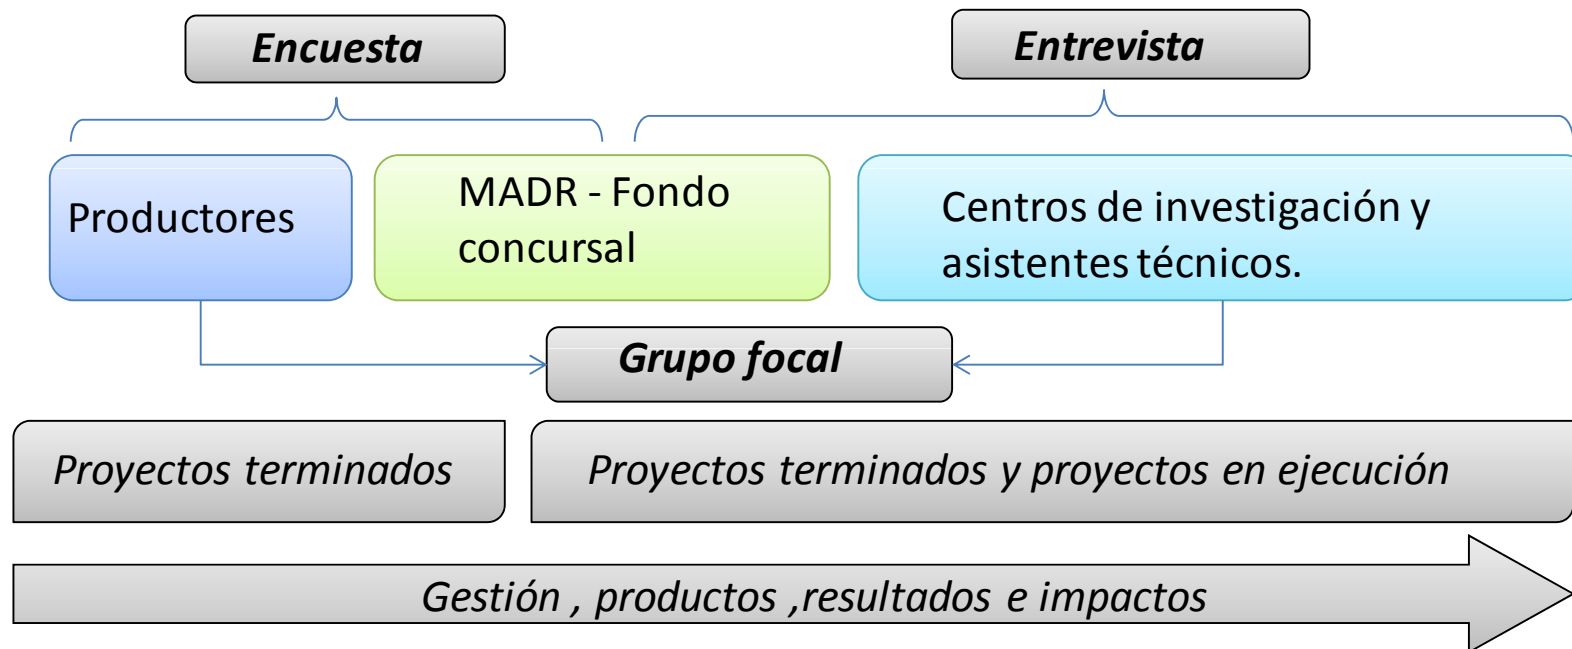 Encuesta
Entrevista
Productores
MADR - Fondo
concursal
Centros de investigación y
asistentes técnicos.
Grupo focal
Proyectos terminados
Proyectos terminados y proyectos en ejecución
Gestión , productos ,resultados e impactos